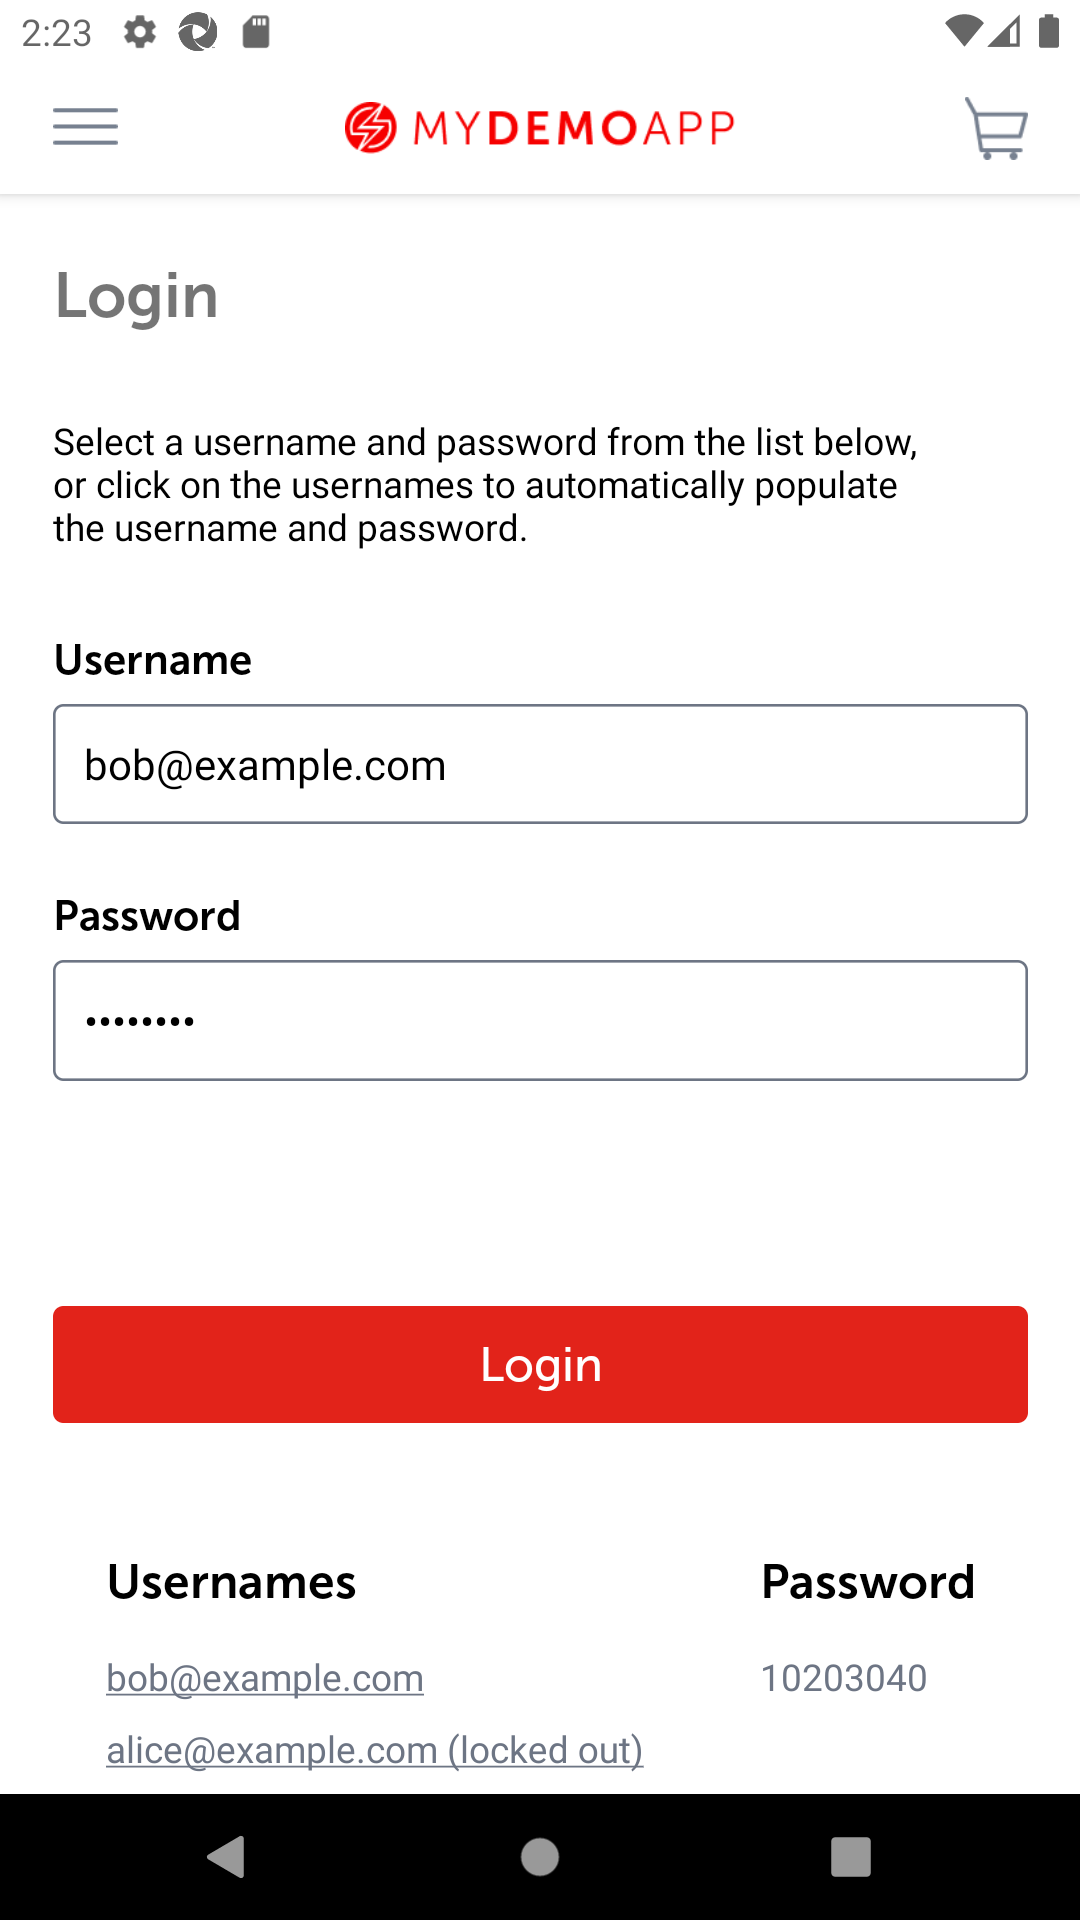 2:23
MYDEMOAPP
Login
Select a username and password from the list below,
or click on the usernames to automatically populate
the username and password.
Username
bob@example.com
Password
••••••••
Login
Usernames Password
bob@example.com 10203040
alice@example.com (locked out)